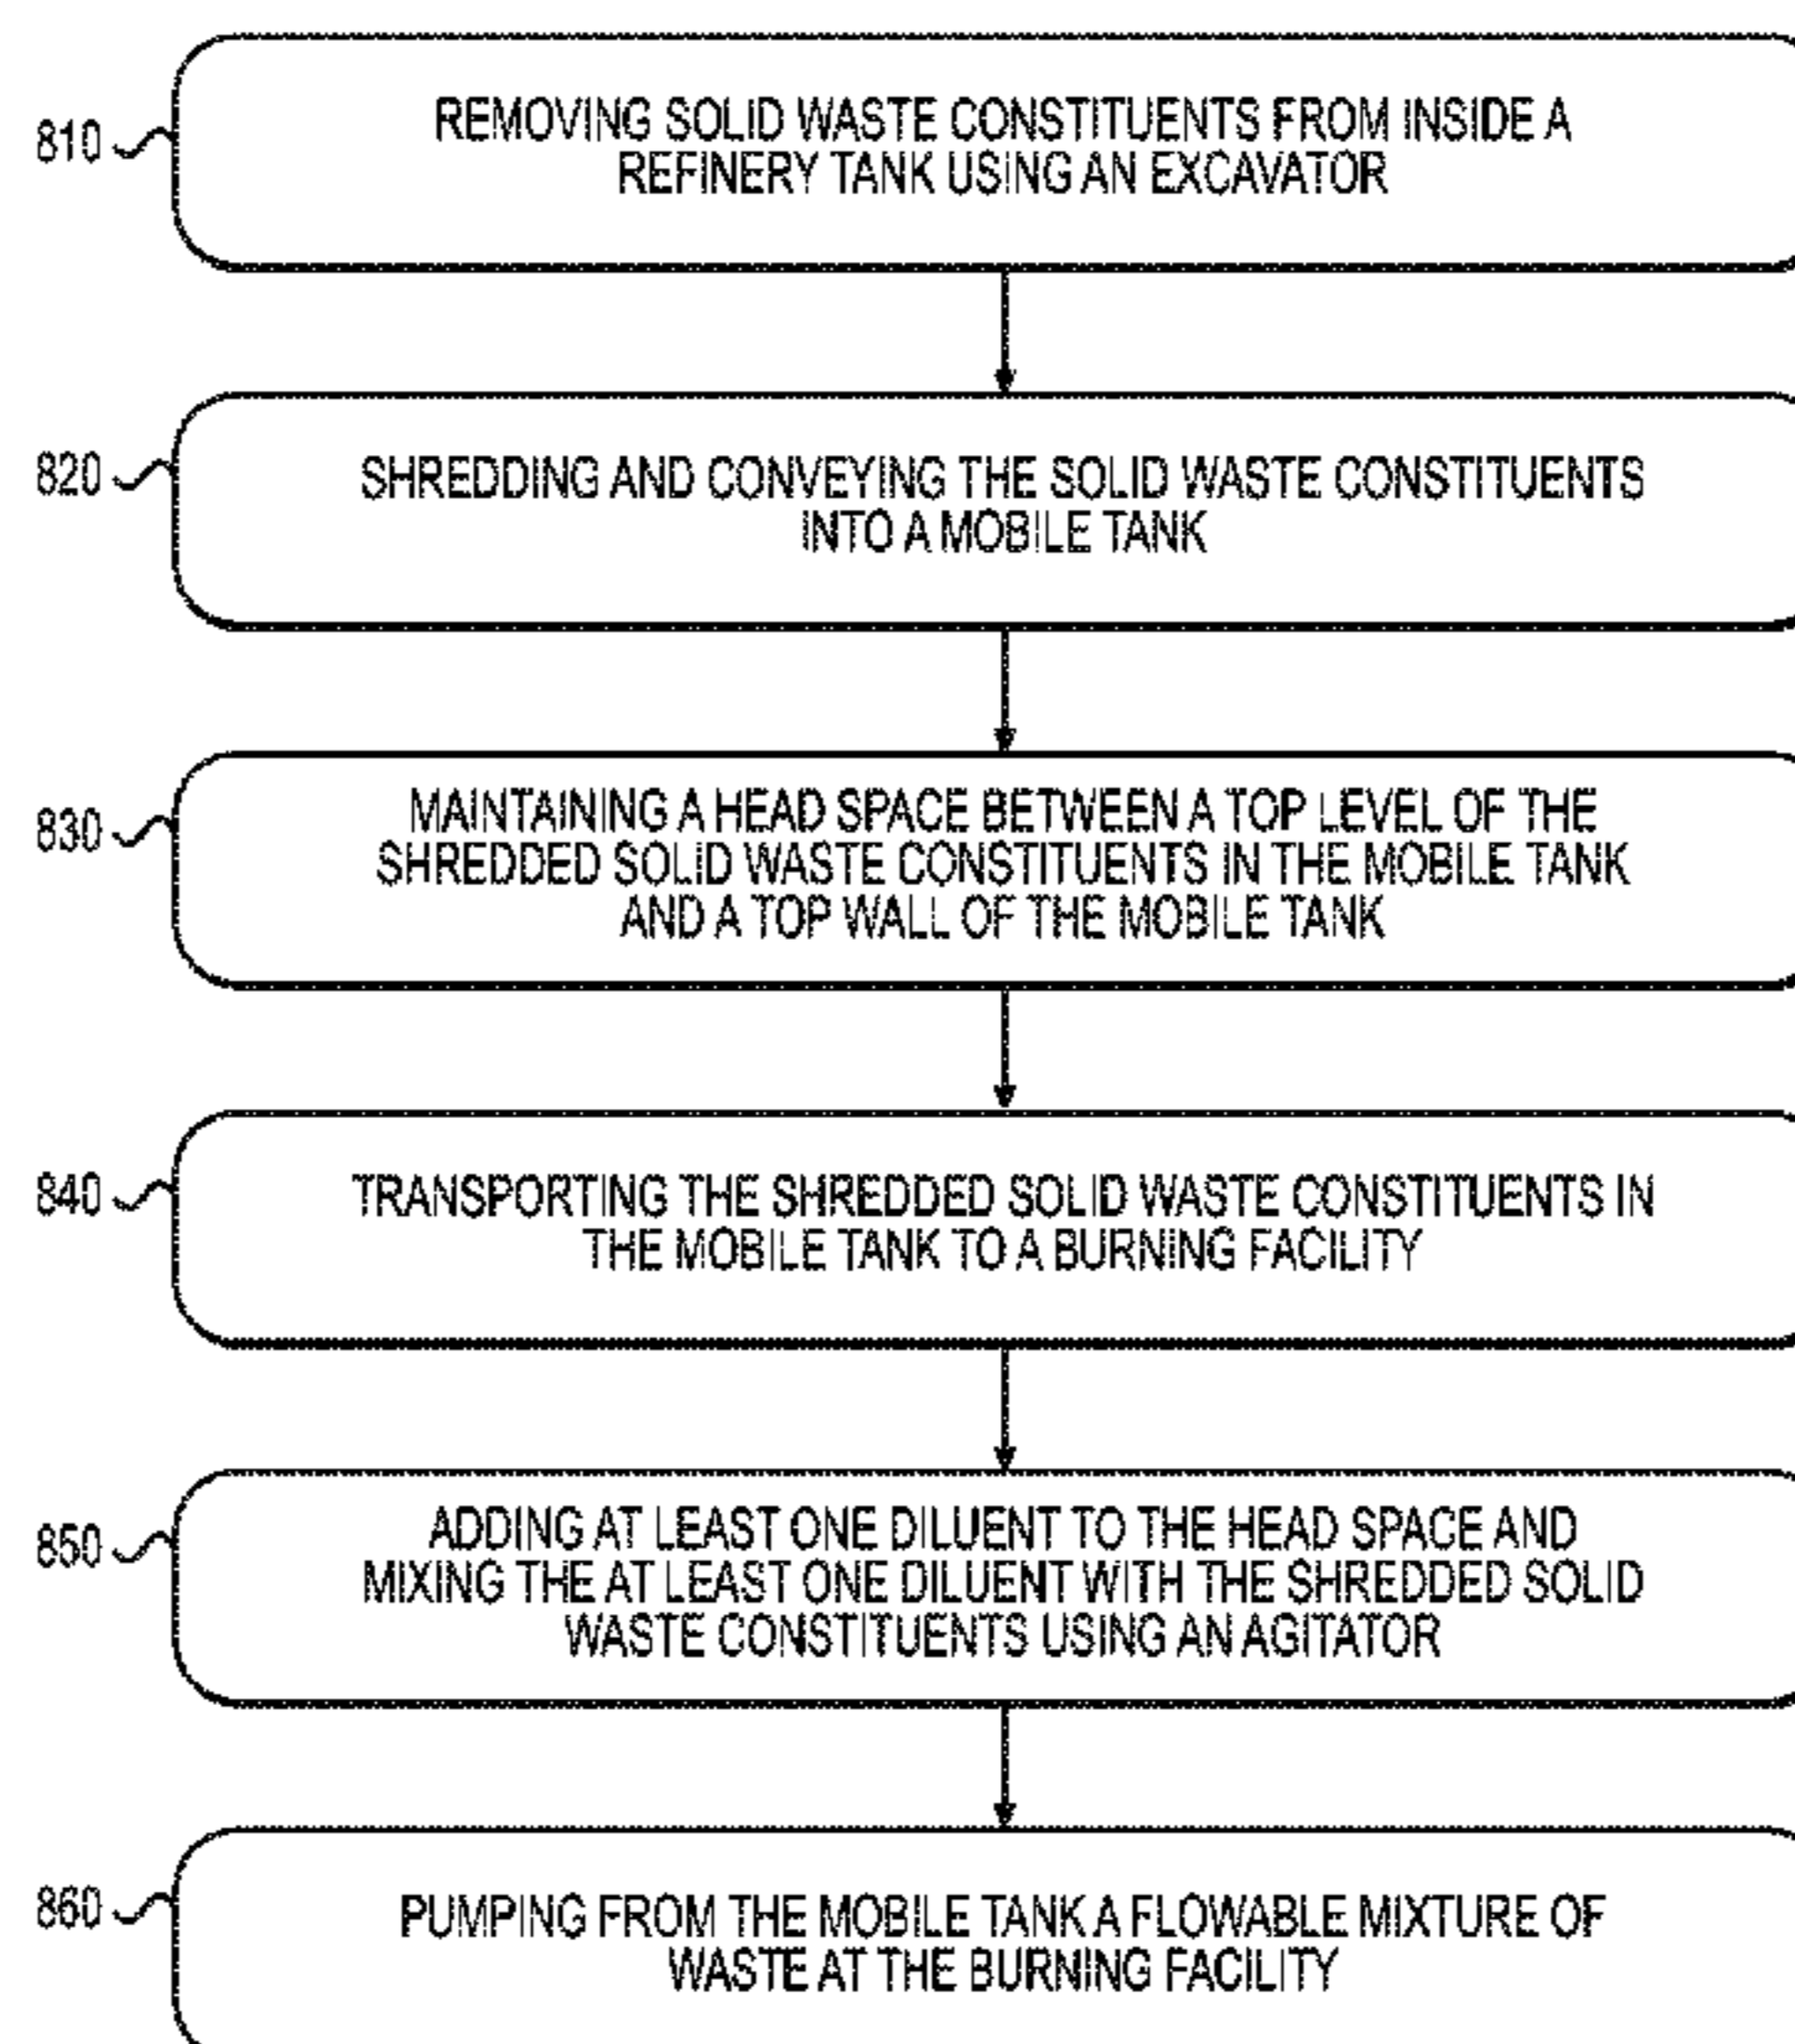 810
REMOVING SOLID WASTE CONSTITUENTS FROM INSIDE A
REFINERY TANK USING AN EXCAVATOR
820
SHREDDING AND CONVEYING THE SOLID WASTE CONSTITUENTS
INTO A MOBILE TANK
830
MAINTAINING A HEAD SPACE BETWEEN A TOP LEVEL OF THE
SHREDDED SOLID WASTE CONSTITUENTS IN THE MOBILE TANK
AND A TOP WALL OF THE MOBILE TANK
840
TRANSPORTING THE SHREDDED SOLID WASTE CONSTITUENTS IN
THE MOBILE TANK TO A BURNING FACILITY
850
ADDING AT LEAST ONE DILUENT TO THE HEAD SPACE AND
MIXING THE AT LEAST ONE DILUENT WITH THE SHREDDED SOLID
WASTE CONSTITUENTS USING AN AGITATOR
860
PUMPING FROM THE MOBILE TANK A FLOWABLE MIXTURE OF
WASTE AT THE BURNING FACILITY